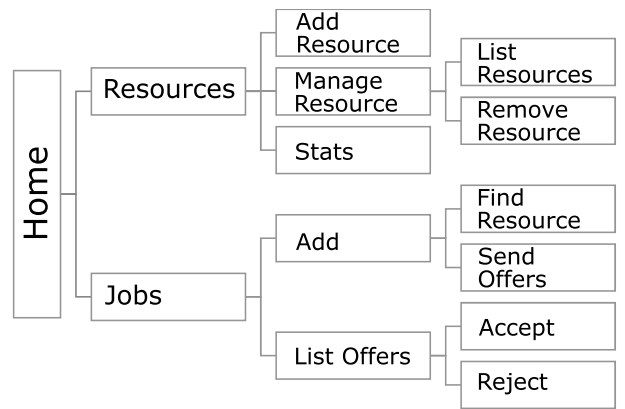 Home
Resources
Add
Resource
Manage
Resource
List
Resources
Remove
Resource
Stats
Jobs
Add
Find
Resource
Send
Offers
List Offers
Accept
Reject